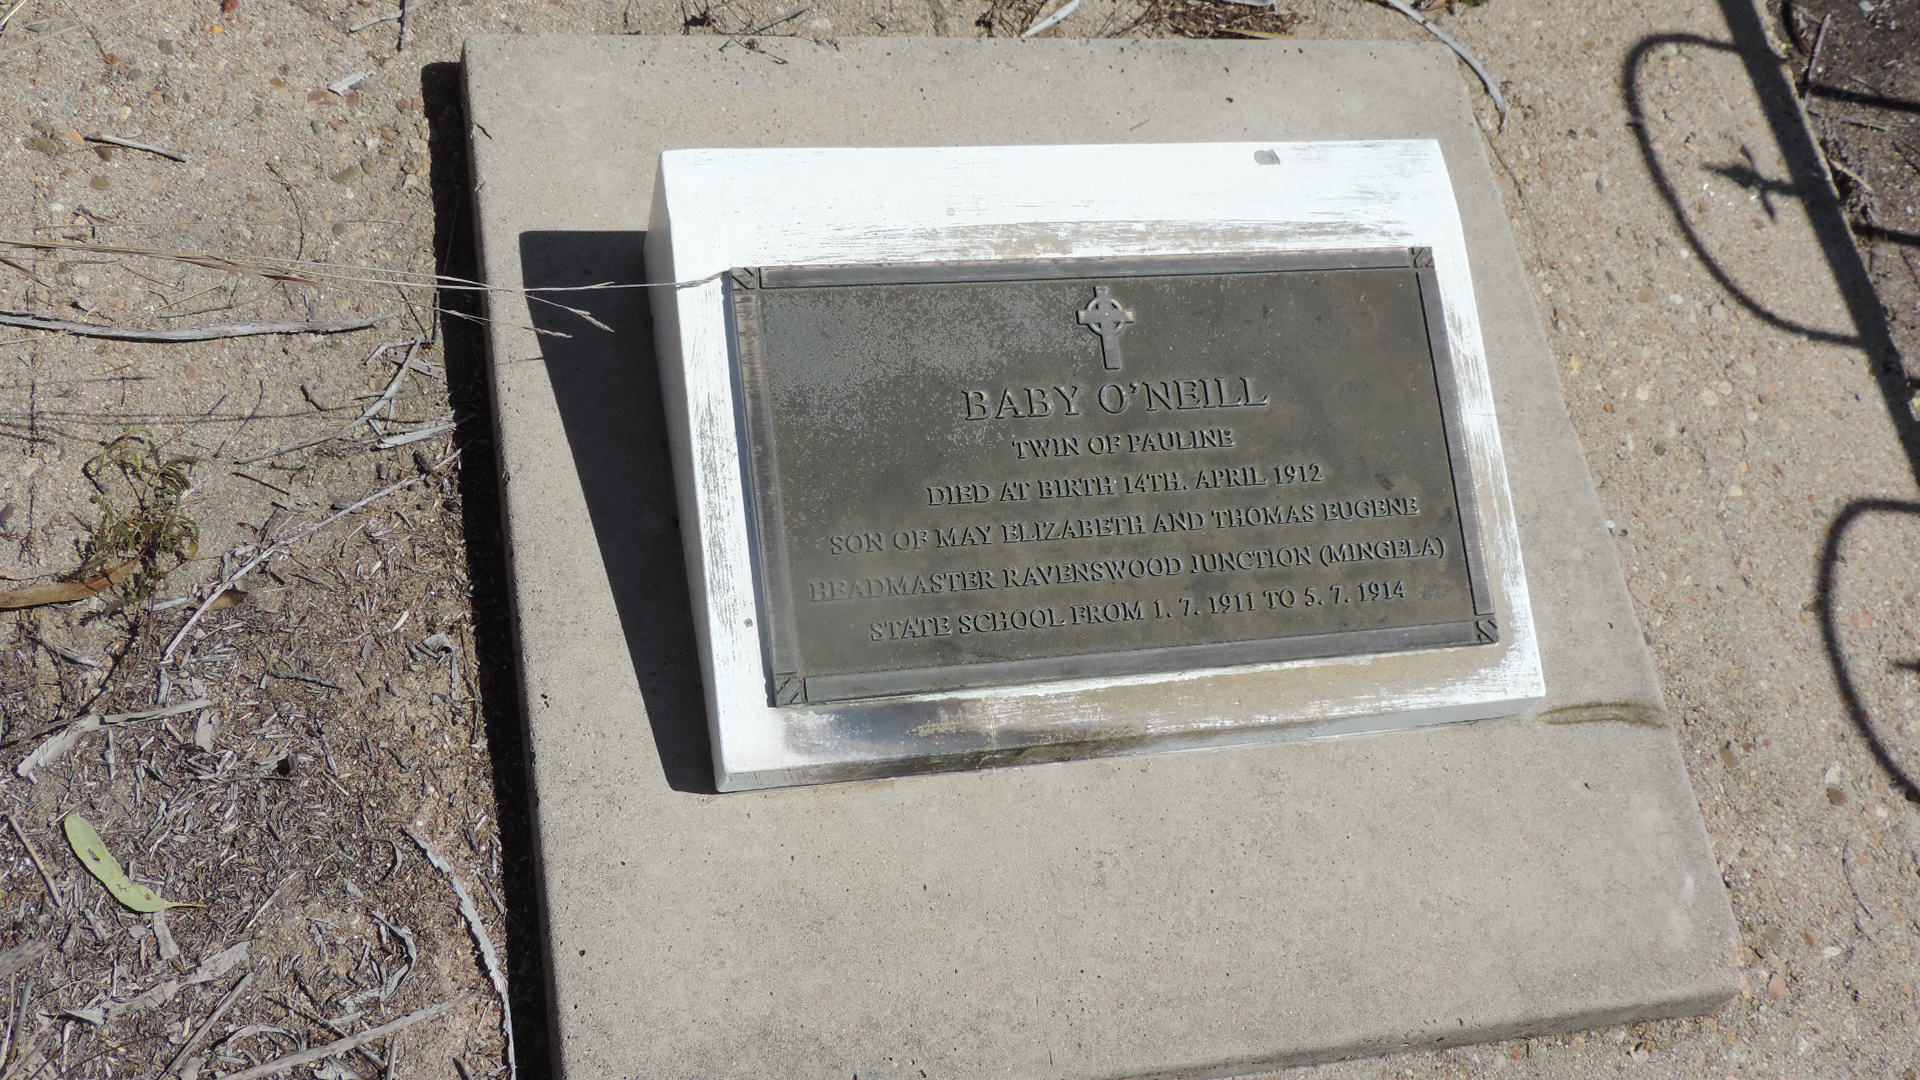 BABY O'NEILL
TWIN OF PAULINE
DIED AT BIRTH 14TH. APRIL 1912
SON OF MAY ELIZABETH AND THOMAS EUGENE
HEADMASTER RAVENSWOOD JUNCTION (MINGELA)
STATE SCHOOL FROM 1. 7. 1911 TO 5. 7. 1914